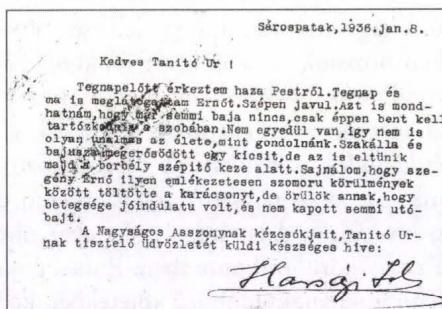 Sárospatak, 1936.jan.8.
Kedves Tanitó Ur !
Tegnapelőtt érkeztem haza Pestről.Tegnap és
ma is meglátogattam Ernőt.Szépen javul.Azt is mond-
hatnám,hogy már semmi baja nincs,csak éppen bent kell
tartózkodnia a szobában.Nem egyedül van,igy nem is
olyan unalmas az élete,mint gondolnánk.Szakálla és
bajusza megerősödött egy kicsit,de az is eltünik
majd a borbély szépitő keze alatt.Sajnálom,hogy sze-
gény Ernő ilyen emlékezetesen szomoru körülmények
között töltötte a karácsonyt,de örülök annak,hogy
betegsége jóindulatu volt,és nem kapott semmi utó-
bajt.
A Nagyságos Asszonynak kézcsókjait,Tanitó Ur-
nak tisztelő üdvözletét küldi készséges hive: